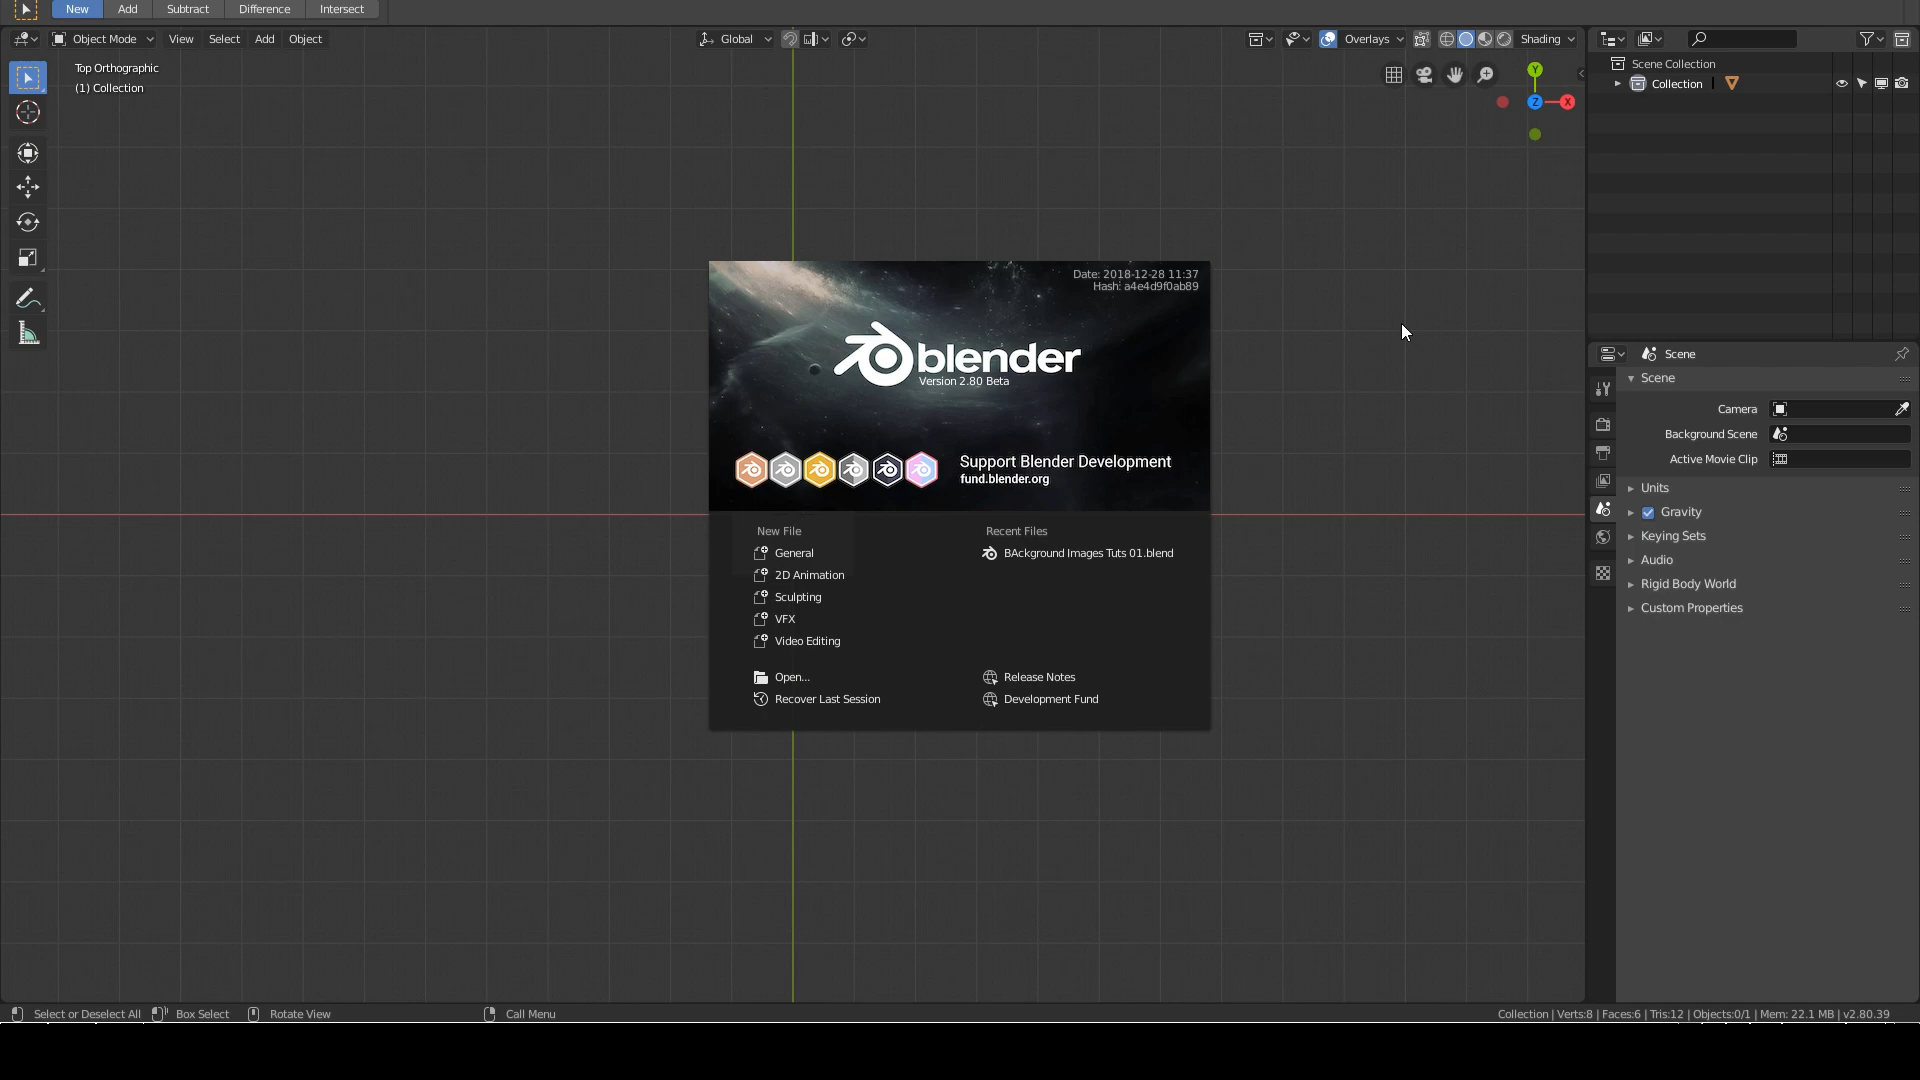 New Add Subtract Difference Intersect
Object Mode View Select Add Object Global Overlays Shading
Top Orthographic
(1) Collection
Y
Z X
Scene Collection
Collection
Date: 2018-12-28 11:37
Hash: a4e4d9f0ab89
blender
Version 2.80 Beta
Support Blender Development
fund.blender.org
New File
General
2D Animation
Sculpting
VFX
Video Editing
Open...
Recover Last Session
Recent Files
BAckground Images Tuts 01.blend
Release Notes
Development Fund
Scene
Scene
Camera
Background Scene
Active Movie Clip
Units
Gravity
Keying Sets
Audio
Rigid Body World
Custom Properties
Select or Deselect All Box Select Rotate View Call Menu
Collection | Verts:8 | Faces:6 | Tris:12 | Objects:0/1 | Mem: 22.1 MB | v2.80.39